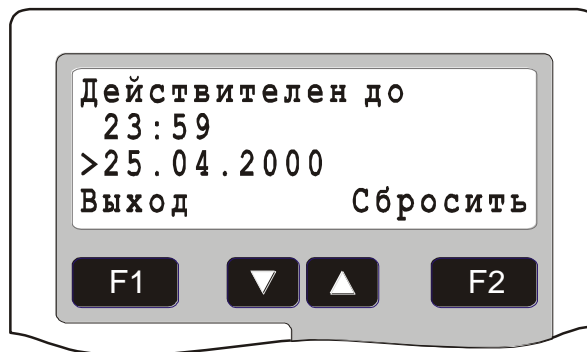 Действителен до
23:59
>25.04.2000
Выход Сбросить
F1 F2